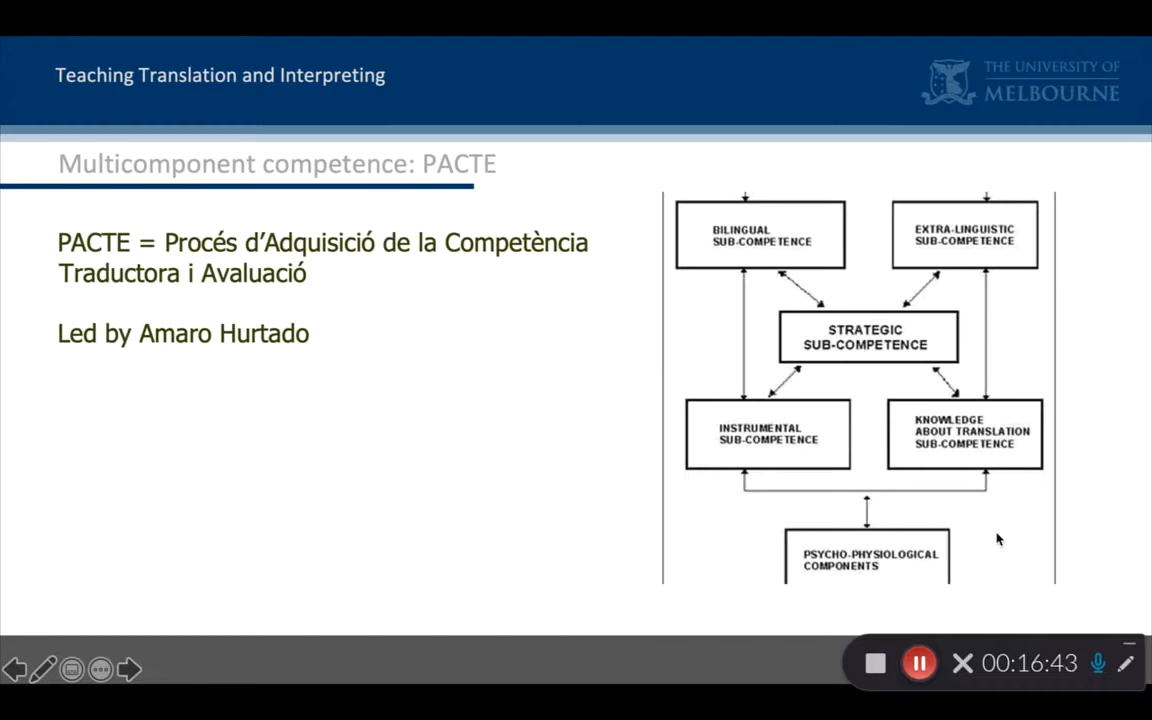 Teaching Translation and Interpreting
THE UNIVERSITY OF
MELBOURNE
Multicomponent competence: PACTE
PACTE = Procés d’Adquisició de la Competència
Traductora i Avaluació
Led by Amaro Hurtado
BILINGUAL
SUB-COMPETENCE
EXTRA-LINGUISTIC
SUB-COMPETENCE
STRATEGIC
SUB-COMPETENCE
INSTRUMENTAL
SUB-COMPETENCE
KNOWLEDGE
ABOUT TRANSLATION
SUB-COMPETENCE
PSYCHO-PHYSIOLOGICAL
COMPONENTS
00:16:43